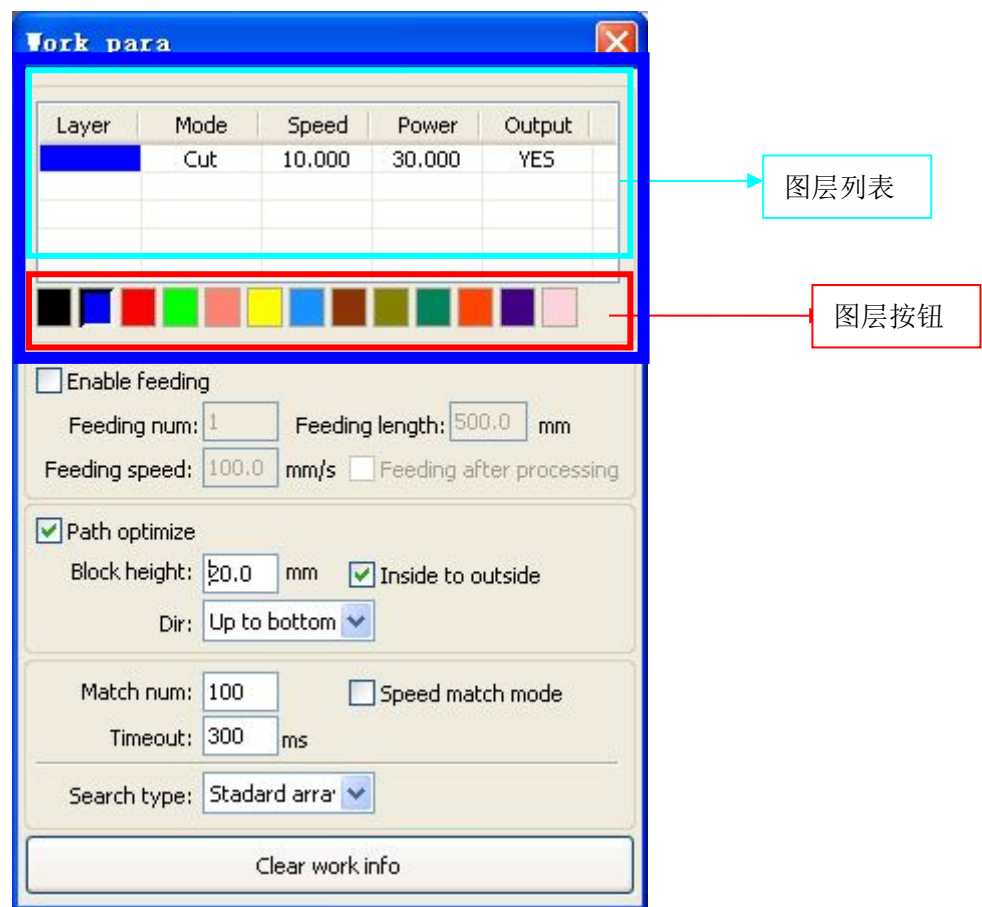 Work para
Layer Mode Speed Power Output
Cut 10.000 30.000 YES
图层列表
图层按钮
Enable feeding
Feeding num: 1 Feeding length: 500.0 mm
Feeding speed: 100.0 mm/s Feeding after processing
Path optimize
Block height: 20.0 mm Inside to outside
Dir: Up to bottom
Match num: 100 Speed match mode
Timeout: 300 ms
Search type: Stadard arra
Clear work info